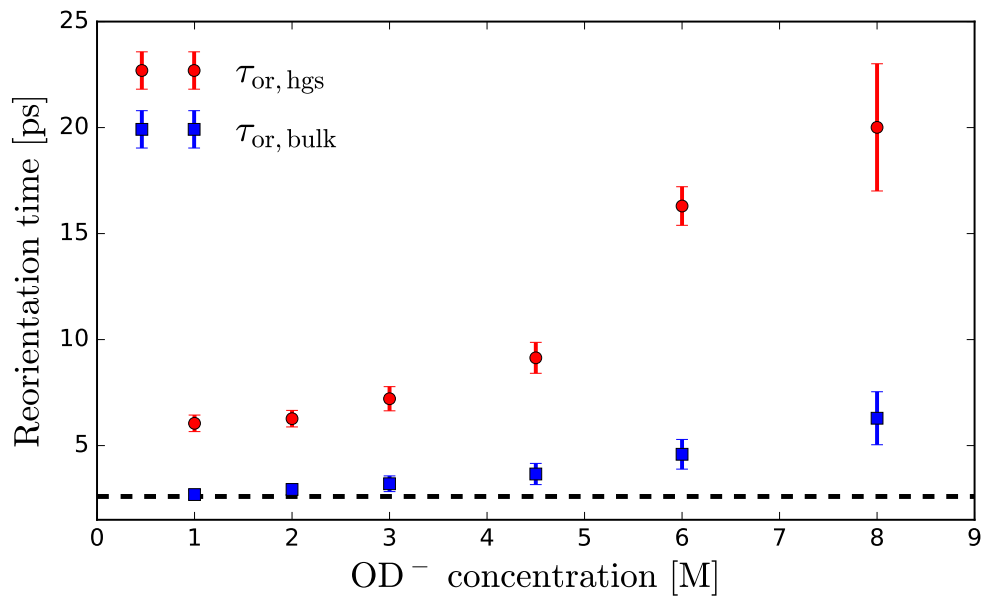 25
20
15
10
5
0 1 2 3 4 5 6 7 8 9
Reorientation time [ps]
OD⁻ concentration [M]
τor, hgs
τor, bulk